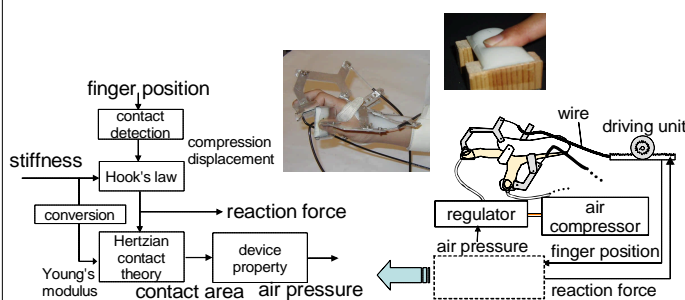 finger position
contact
detection
compression
displacement
stiffness
Hook's law
conversion
reaction force
Hertzian
contact
theory
device
property
Young's
modulus
contact area
air pressure
wire
driving unit
regulator
air
compressor
air pressure
finger position
reaction force